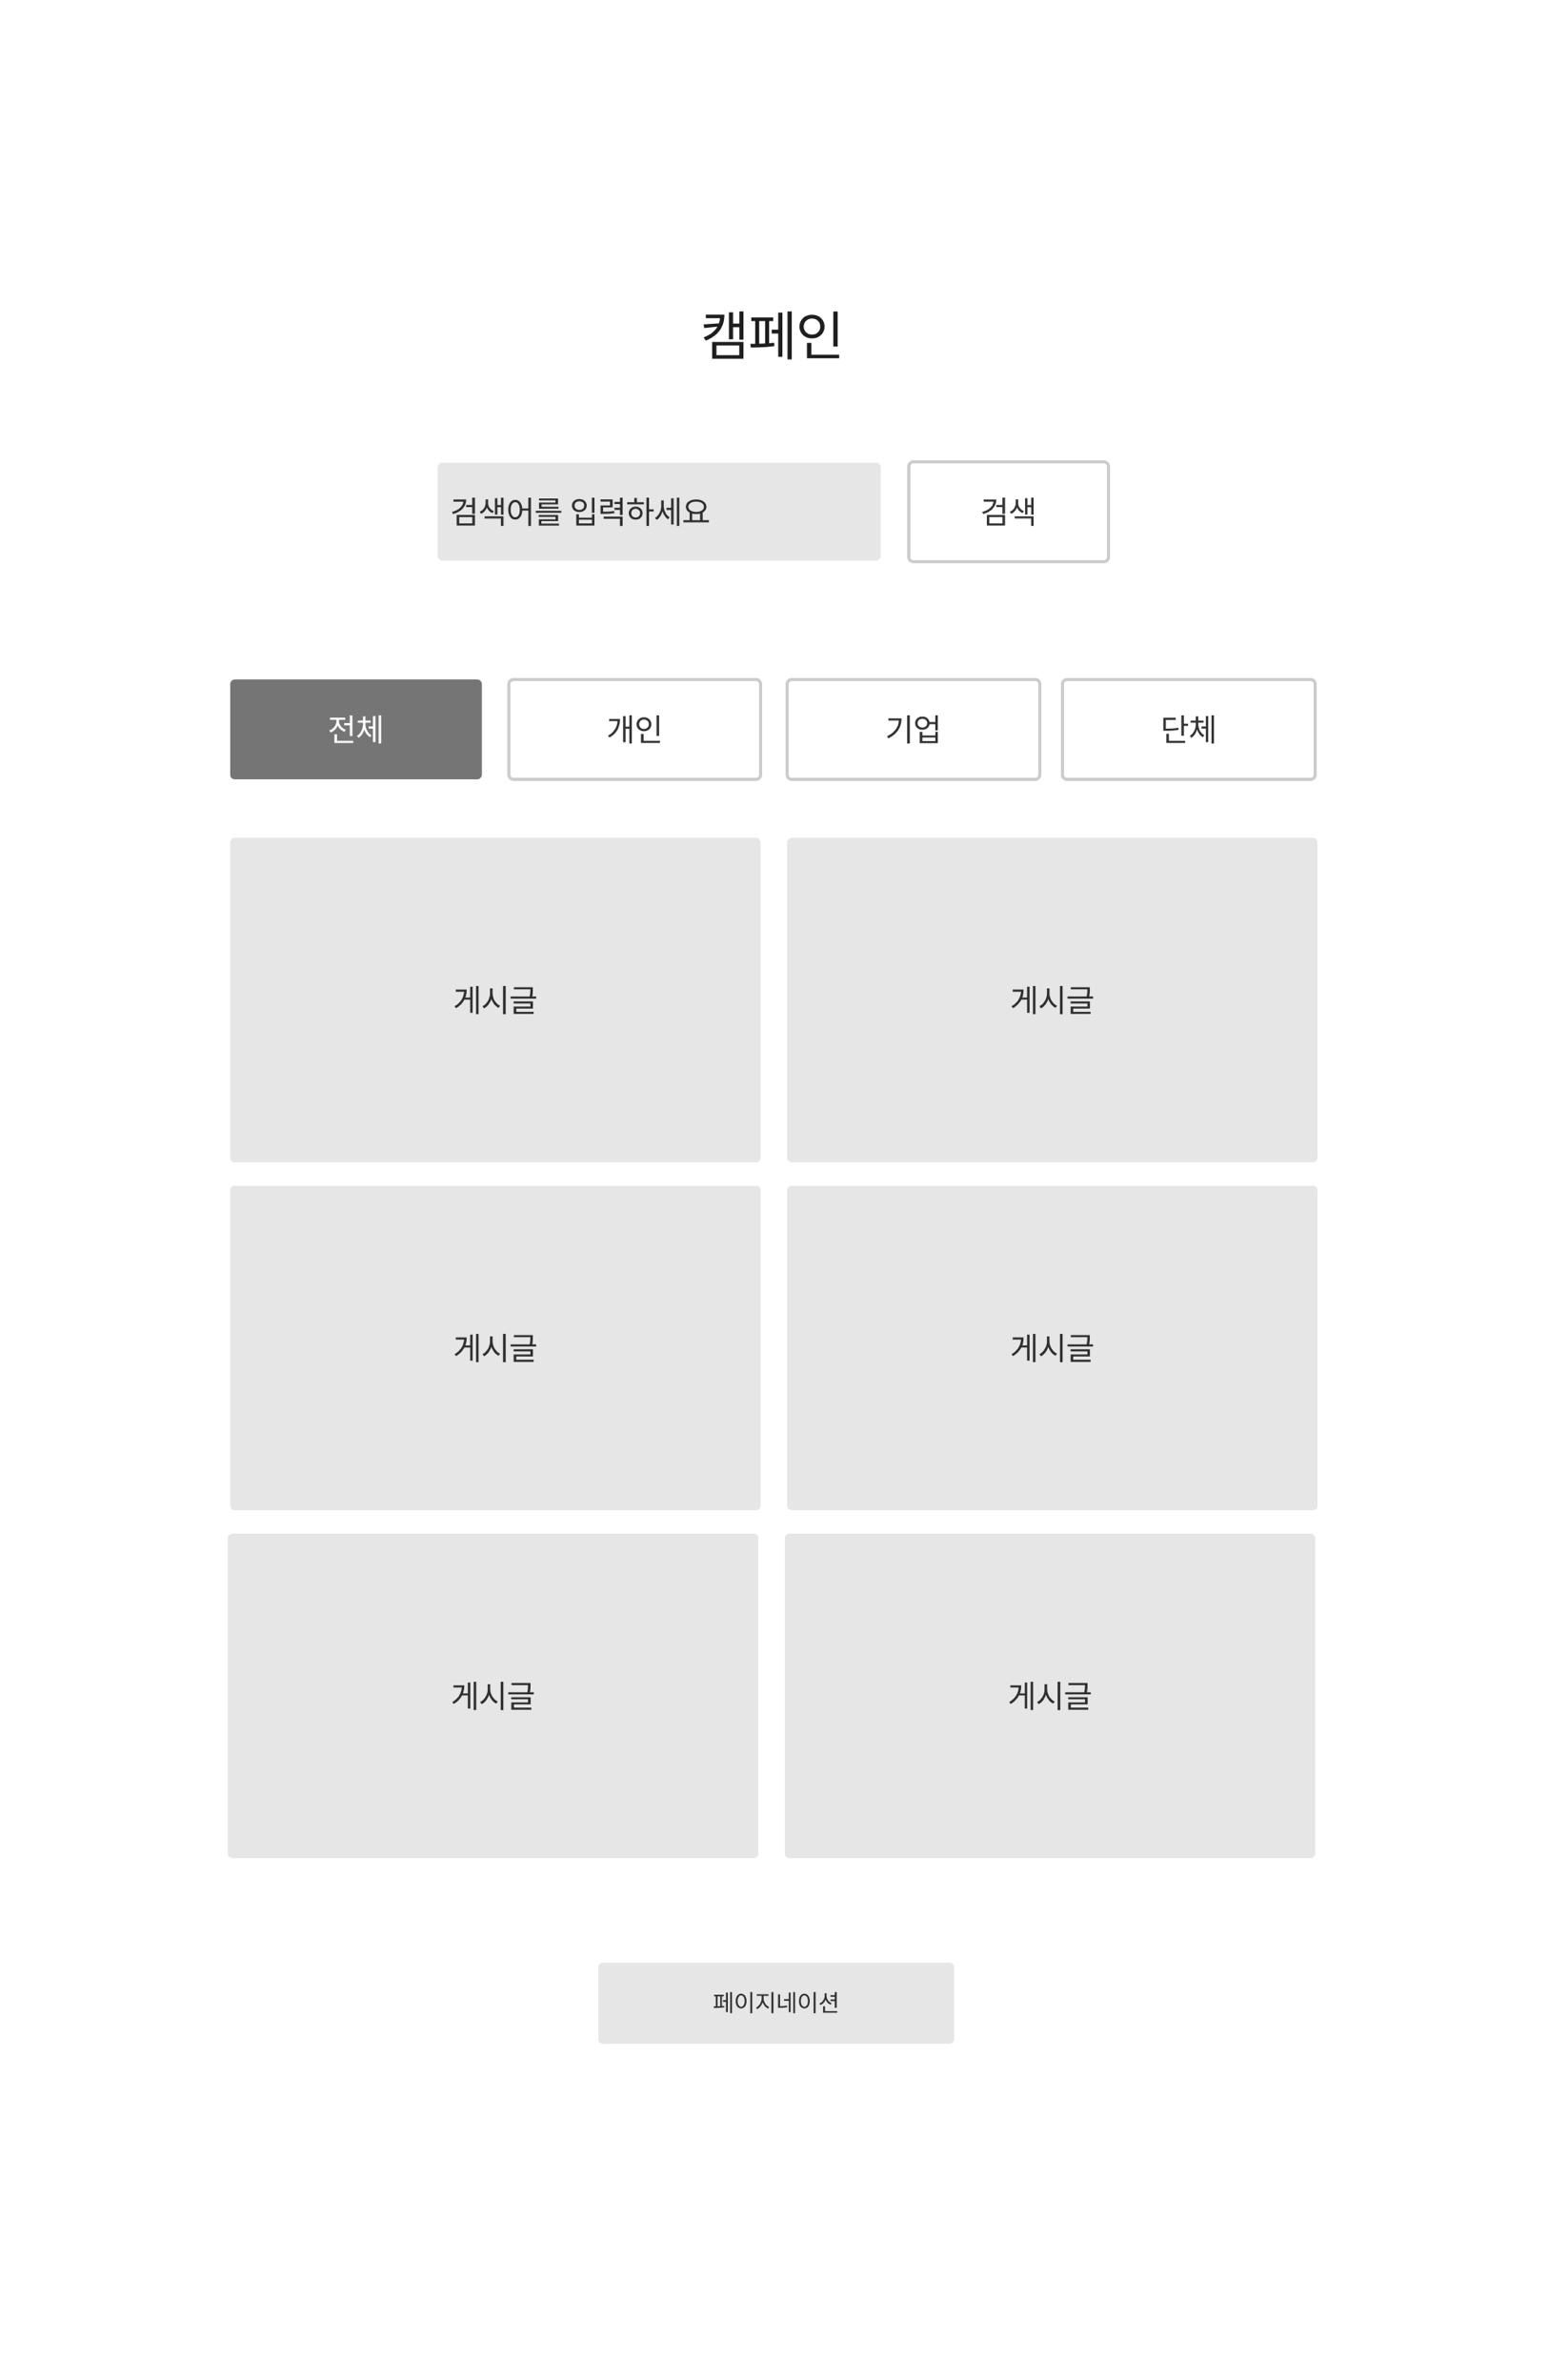 캠페인
검색어를 입력하세요 검색
전체 개인 기업 단체
게시글 게시글
게시글 게시글
게시글 게시글
페이지네이션